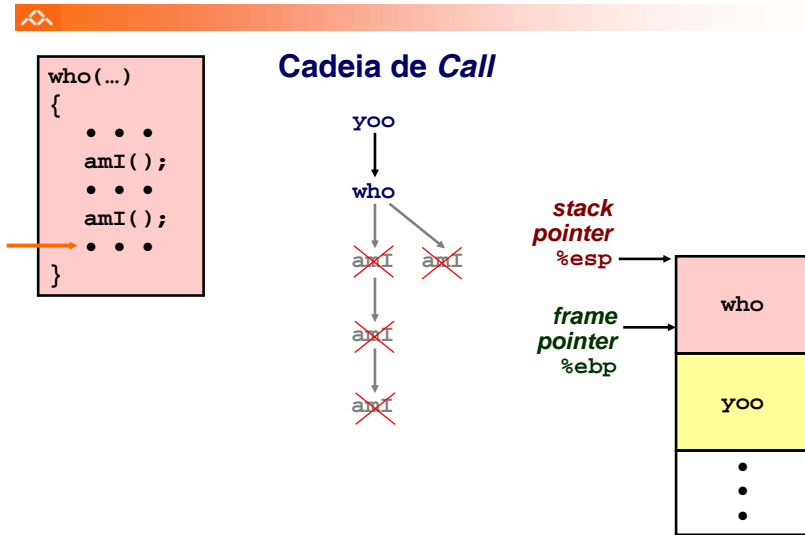 Cadeia de Call
who(…)
{
• • •
amI();
• • •
amI();
• • •
}
yoo
who
amI amI
amI
amI
stack
pointer
%esp
frame
pointer
%ebp
who
yoo
•
•
•